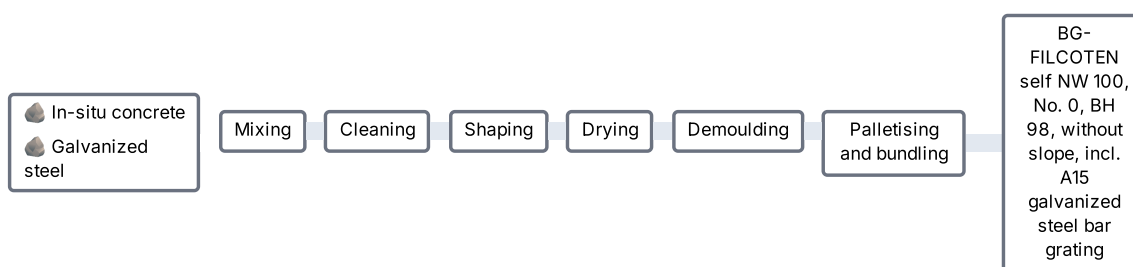 In-situ concrete
Galvanized
steel
Mixing
Cleaning
Shaping
Drying
Demoulding
Palletising
and bundling
BG-
FILCOTEN
self NW 100,
No. 0, BH
98, without
slope, incl.
A15
galvanized
steel bar
grating